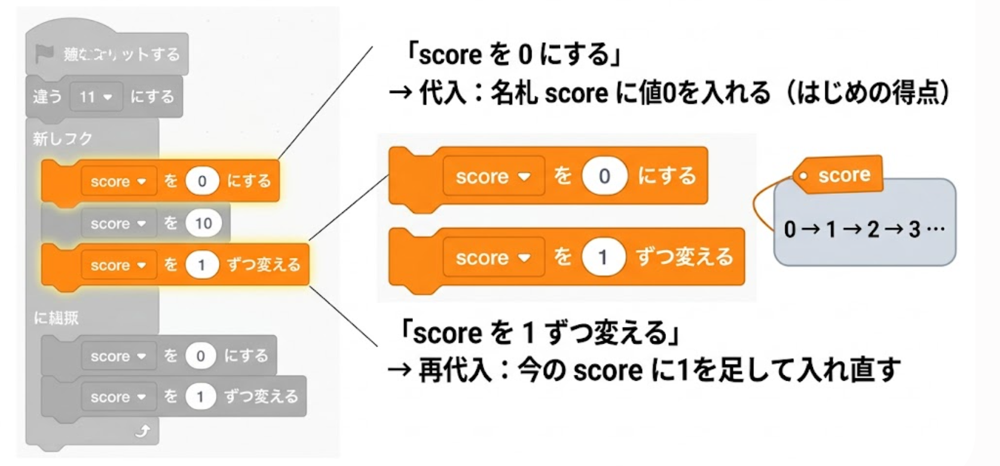 ットする
違う 11 にする
新しフク
score を 0 にする
score を 10
score を 1 ずつ変える
に
score を 0 にする
score を 1 ずつ変える
「score を 0 にする」
→ 代入：名札 score に値0を入れる（はじめの得点）
score を 0 にする
score を 1 ずつ変える
score
0 → 1 → 2 → 3 …
「score を 1 ずつ変える」
→ 再代入：今の score に1を足して入れ直す